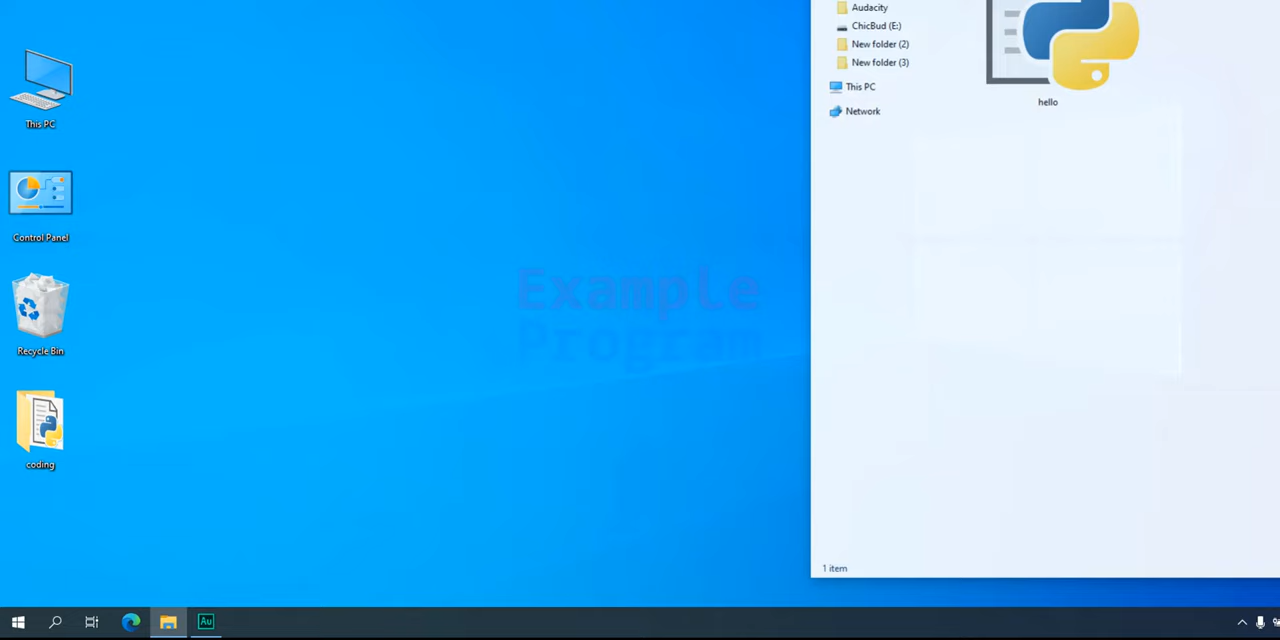 This PC
Control Panel
Recycle Bin
coding
Audacity
ChicBud (E:)
New folder (2)
New folder (3)
This PC
Network
hello
1 item
Example
Program
Au